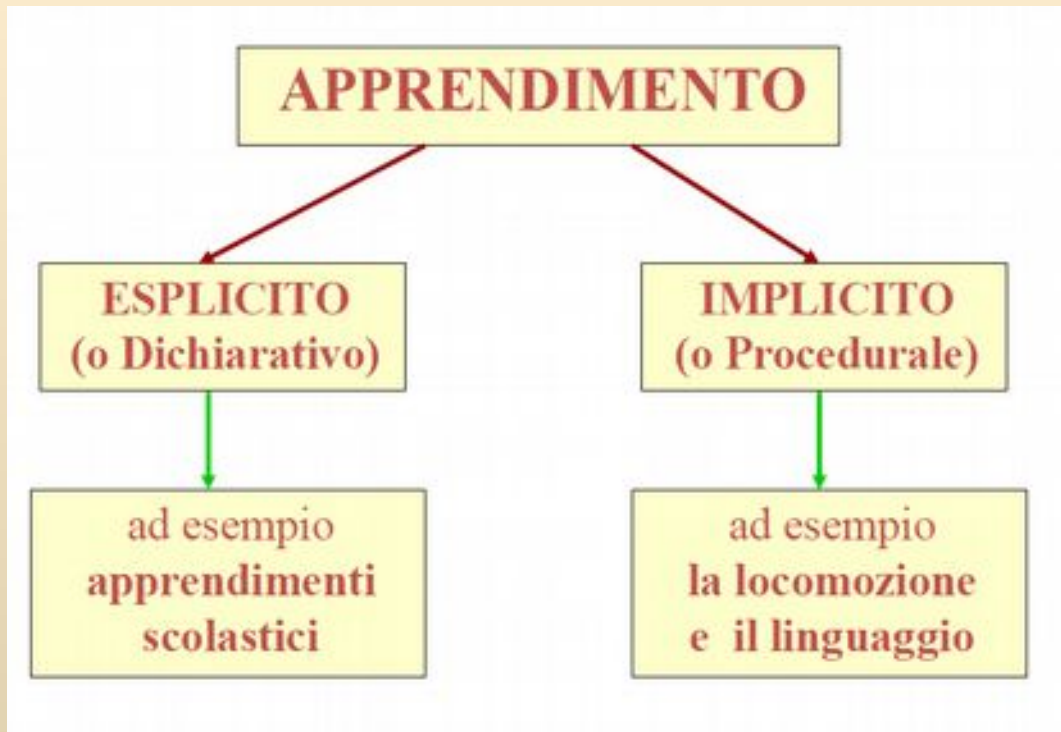 APPRENDIMENTO
ESPLICITO
(o Dichiarativo)
IMPLICITO
(o Procedurale)
ad esempio
apprendimenti
scolastici
ad esempio
la locomozione
e il linguaggio